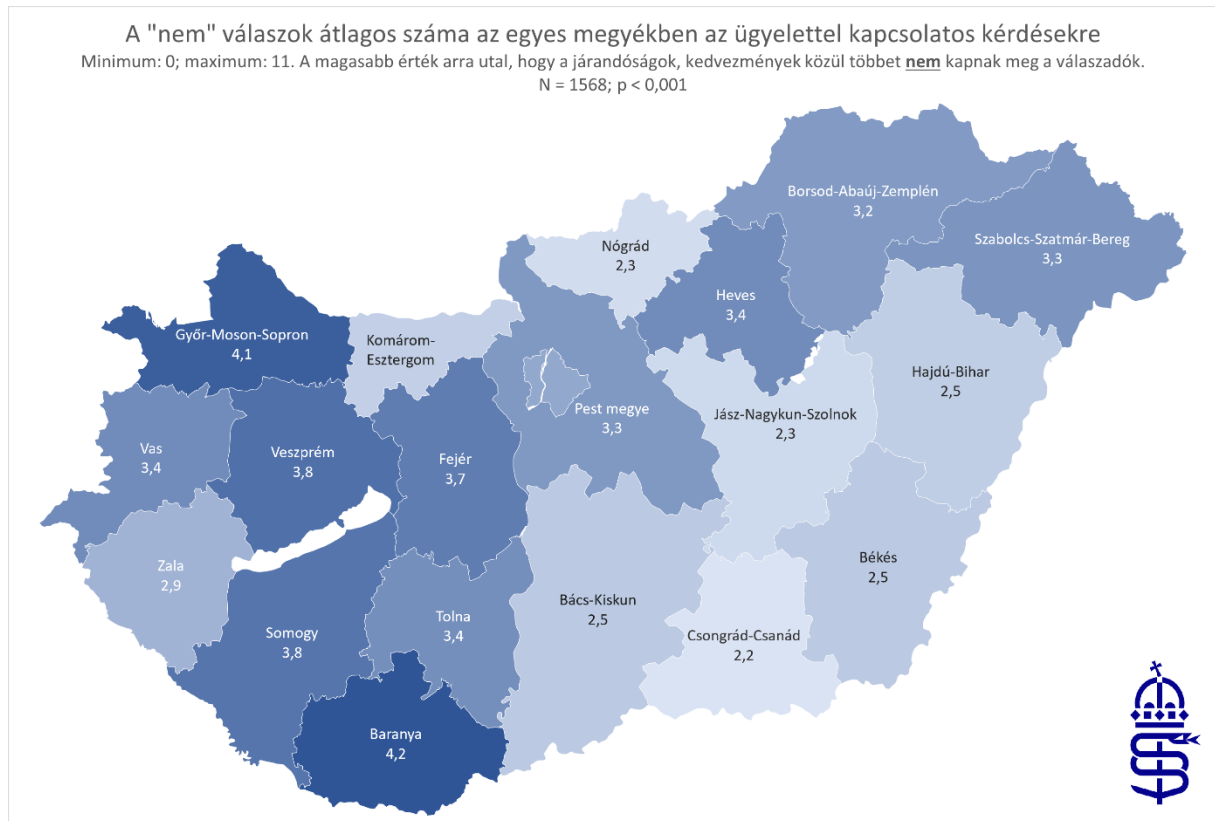 A "nem" válaszok átlagos száma az egyes megyékben az ügyelettel kapcsolatos kérdésekre
Minimum: 0; maximum: 11. A magasabb érték arra utal, hogy a járandóságok, kedvezmények közül többet nem kapnak meg a válaszadók.
N = 1568; p < 0,001
Borsod-Abaúj-Zemplén
3,2
Szabolcs-Szatmár-Bereg
3,3
Nógrád
2,3
Heves
3,4
Győr-Moson-Sopron
4,1
Komárom-
Esztergom
Hajdú-Bihar
2,5
Pest megye
3,3
Jász-Nagykun-Szolnok
2,3
Vas
3,4
Veszprém
3,8
Fejér
3,7
Zala
2,9
Békés
2,5
Bács-Kiskun
2,5
Tolna
3,4
Somogy
3,8
Csongrád-Csanád
2,2
Baranya
4,2